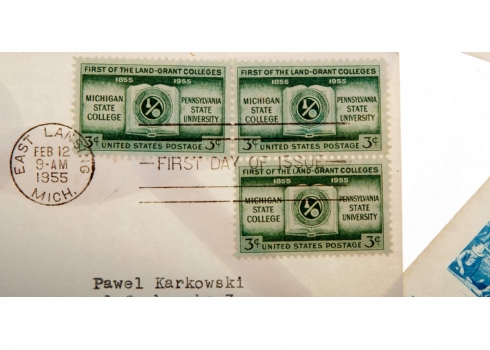 FIRST OF THE LAND-GRANT COLLEGES
1855 1955
MICHIGAN STATE COLLEGE
PENNSYLVANIA STATE UNIVERSITY
3¢ UNITED STATES POSTAGE 3¢
FIRST OF THE LAND-GRANT COLLEGES
1855 1955
MICHIGAN STATE COLLEGE
PENNSYLVANIA STATE UNIVERSITY
3¢ UNITED STATES POSTAGE 3¢
EAST LANSING
FEB 12
9-AM
1955
MICH.
—FIRST DAY OF ISSUE—
FIRST OF THE LAND-GRANT COLLEGES
1855 1955
MICHIGAN STATE COLLEGE
PENNSYLVANIA STATE UNIVERSITY
3¢ UNITED STATES POSTAGE 3¢
Pawel Karkowski